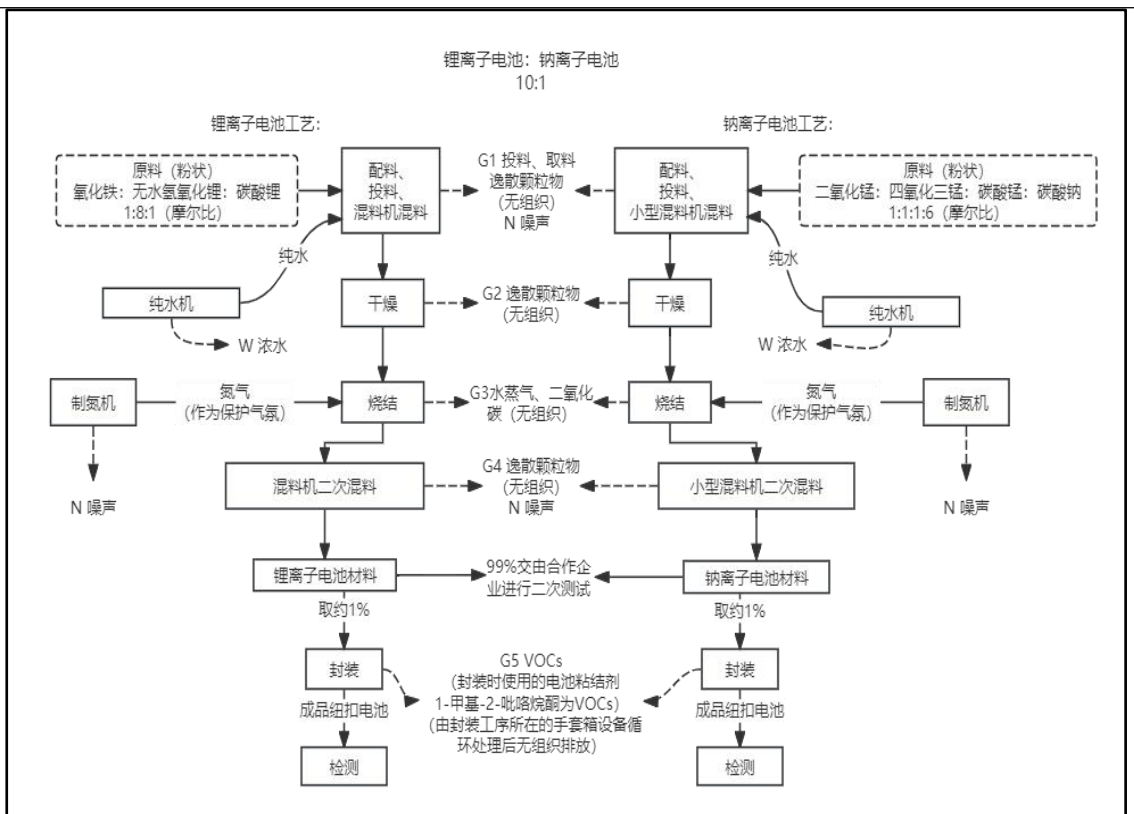 锂离子电池：钠离子电池
10:1
锂离子电池工艺：
钠离子电池工艺：
原料（粉状）
氧化铁：无水氢氧化锂：碳酸锂
1:8:1（摩尔比）
配料、
投料、
混料机混料
G1 投料、取料
逸散颗粒物
（无组织）
N 噪声
配料、
投料、
小型混料机混料
原料（粉状）
二氧化锰：四氧化三锰：碳酸锰：碳酸钠
1:1:1:6（摩尔比）
纯水
纯水
纯水机
干燥
G2 逸散颗粒物
（无组织）
干燥
纯水机
W 浓水
W 浓水
制氮机
氮气
（作为保护气氛）
烧结
G3水蒸气、二氧化
碳（无组织）
烧结
氮气
（作为保护气氛）
制氮机
N 噪声
混料机二次混料
G4 逸散颗粒物
（无组织）
N 噪声
小型混料机二次混料
N 噪声
锂离子电池材料
99%交由合作企
业进行二次测试
钠离子电池材料
取约1%
取约1%
封装
G5 VOCs
（封装时使用的电池粘结剂
1-甲基-2-吡咯烷酮为VOCs）
（由封装工序所在的手套箱设备循
环处理后无组织排放）
封装
成品纽扣电池
成品纽扣电池
检测
检测